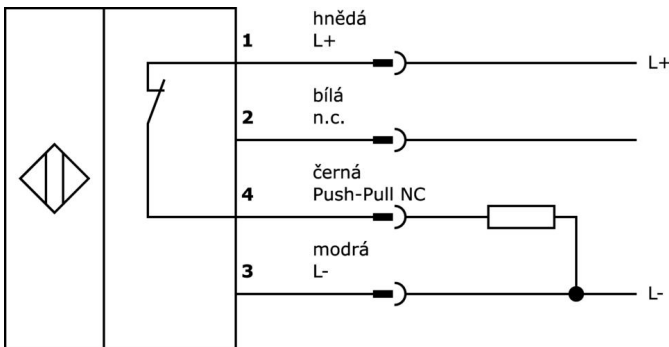 hnědá
1 L+
L+
bílá
2 n.c.
černá
4 Push-Pull NC
modrá
3 L-
L-